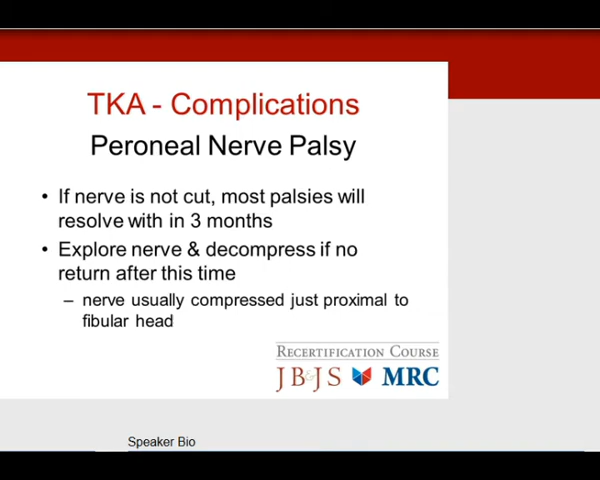 TKA - Complications
Peroneal Nerve Palsy
• If nerve is not cut, most palsies will
resolve with in 3 months
• Explore nerve & decompress if no
return after this time
– nerve usually compressed just proximal to
fibular head
RECERTIFICATION COURSE
JB&JS MRC
Speaker Bio